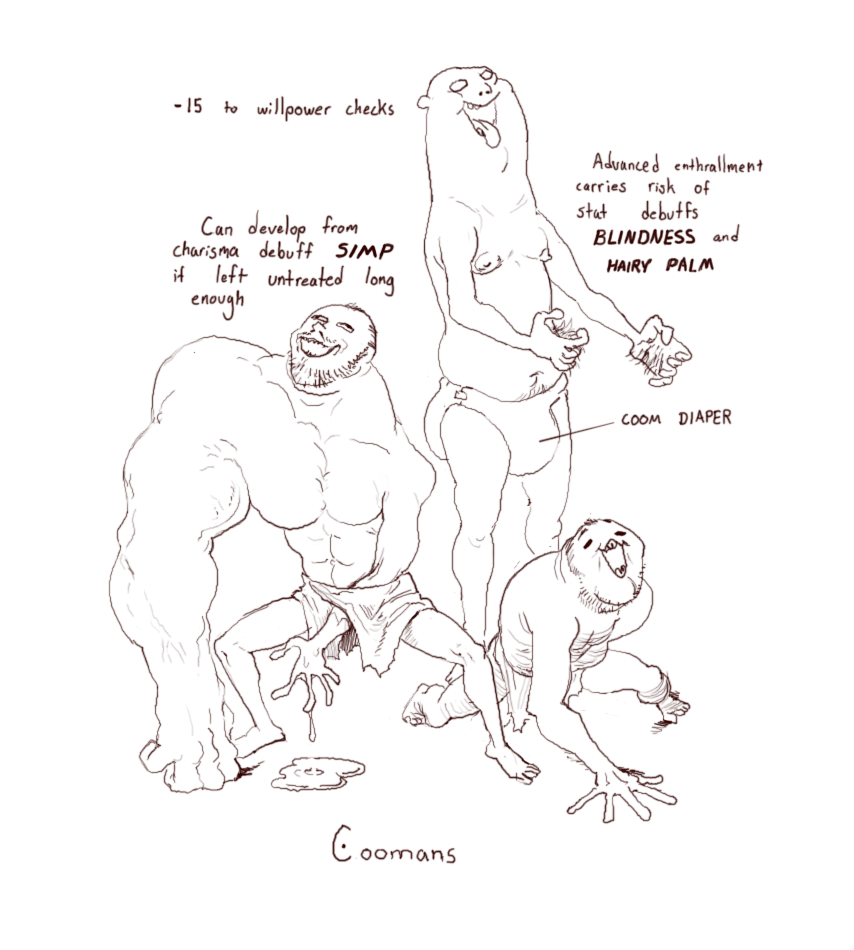 -15 to willpower checks
Advanced enthrallment
carries risk of
stat debuffs
BLINDNESS and
HAIRY PALM
Can develop from
charisma debuff SIMP
if left untreated long
enough
COOM DIAPER
Coomans